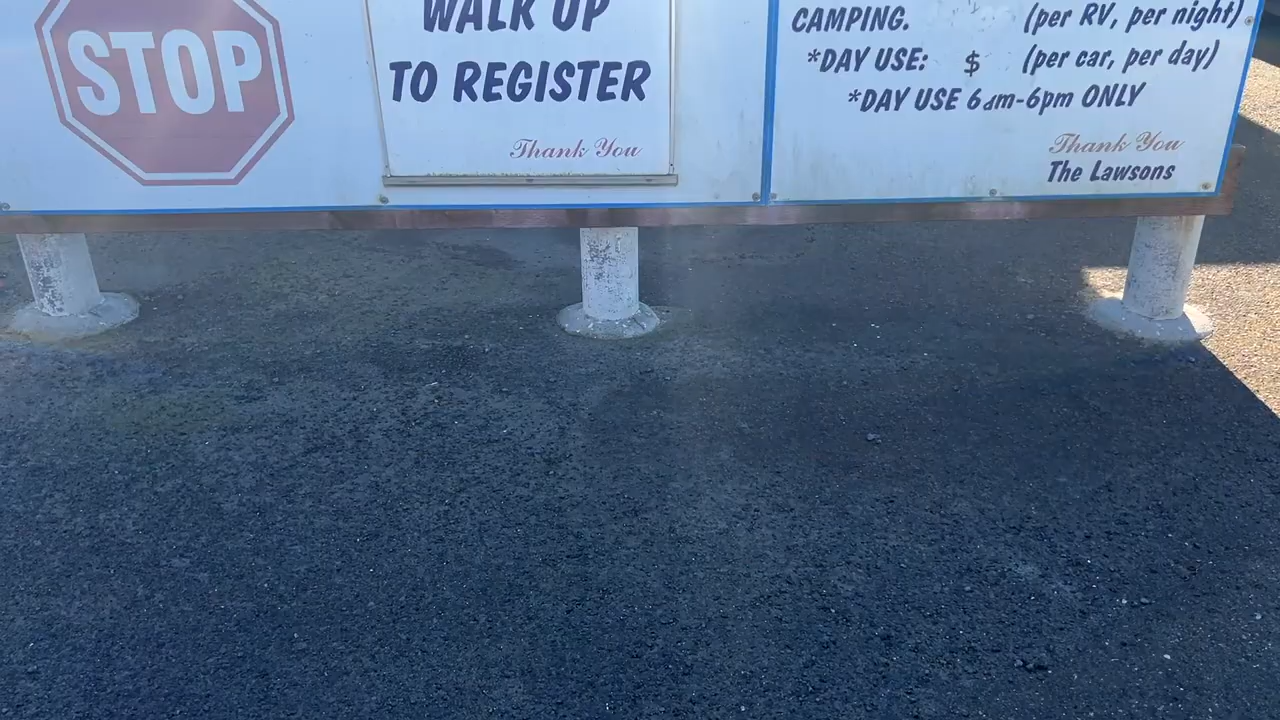 STOP
WALK UP
TO REGISTER
Thank You
CAMPING. (per RV, per night)
*DAY USE: $ (per car, per day)
*DAY USE 6am-6pm ONLY
Thank You
The Lawsons